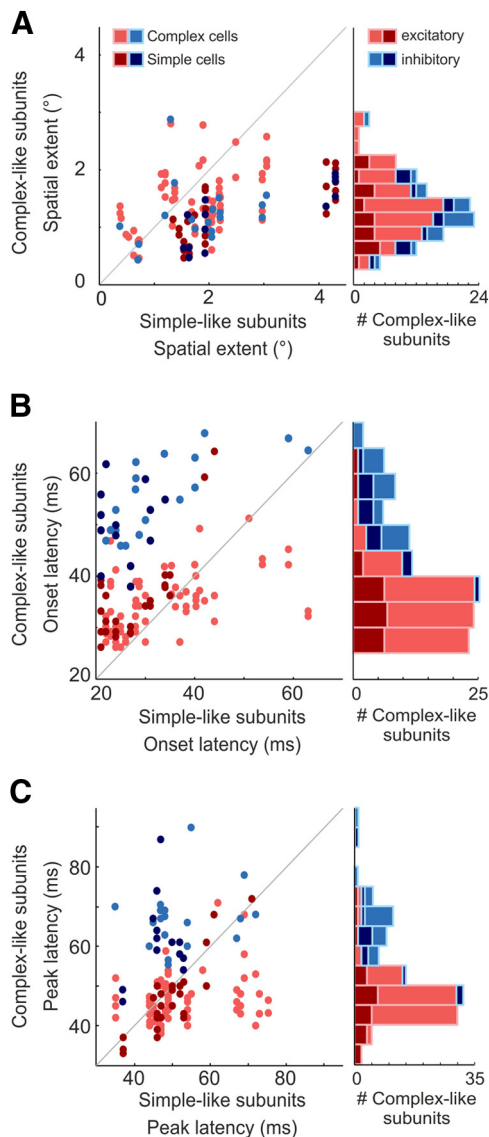 A
Complex cells
Simple cells
excitatory
inhibitory
Complex-like subunits
Spatial extent (°)
4
2
0
0 2 4
Simple-like subunits
Spatial extent (°)
0 24
# Complex-like
subunits
B
Complex-like subunits
Onset latency (ms)
60
40
20
20 40 60
Simple-like subunits
Onset latency (ms)
0 25
# Complex-like
subunits
C
Complex-like subunits
Peak latency (ms)
80
60
40
40 60 80
Simple-like subunits
Peak latency (ms)
0 35
# Complex-like
subunits